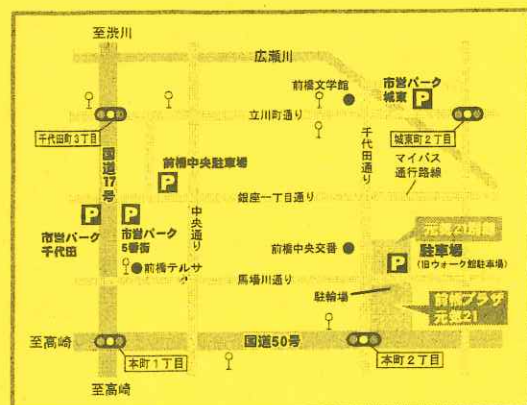 至渋川
広瀬川
前橋文学館
市営パーク
城東
P
立川町通り
千代田町3丁目
城東町2丁目
千代田通り
マイバス
通行路線
国道17号
前橋中央駐車場
P
銀座一丁目通り
中央通り
P
市営パーク
千代田
P
市営パーク
5番街
元気21別館
前橋中央交番
P
駐車場
(旧ウォーク館駐車場)
前橋テルサ
馬場川通り
駐輪場
前橋プラザ
元気21
至高崎
本町1丁目
国道50号
本町2丁目
至高崎